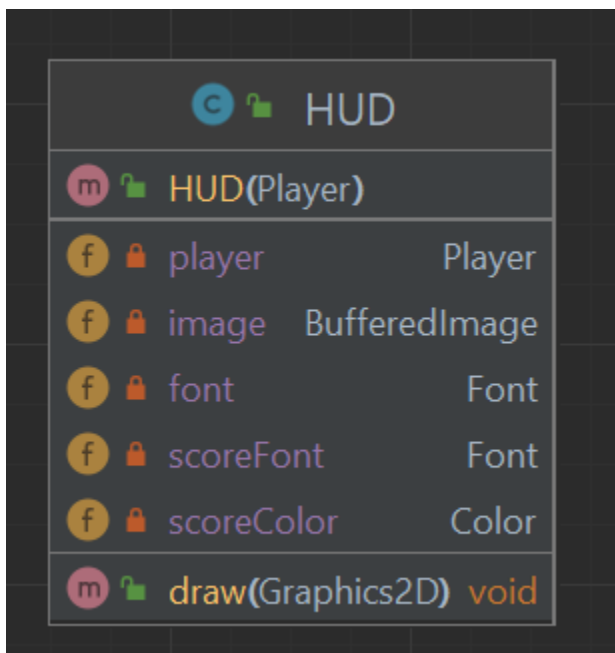 C HUD
m HUD(Player)
f player Player
f image BufferedImage
f font Font
f scoreFont Font
f scoreColor Color
m draw(Graphics2D) void